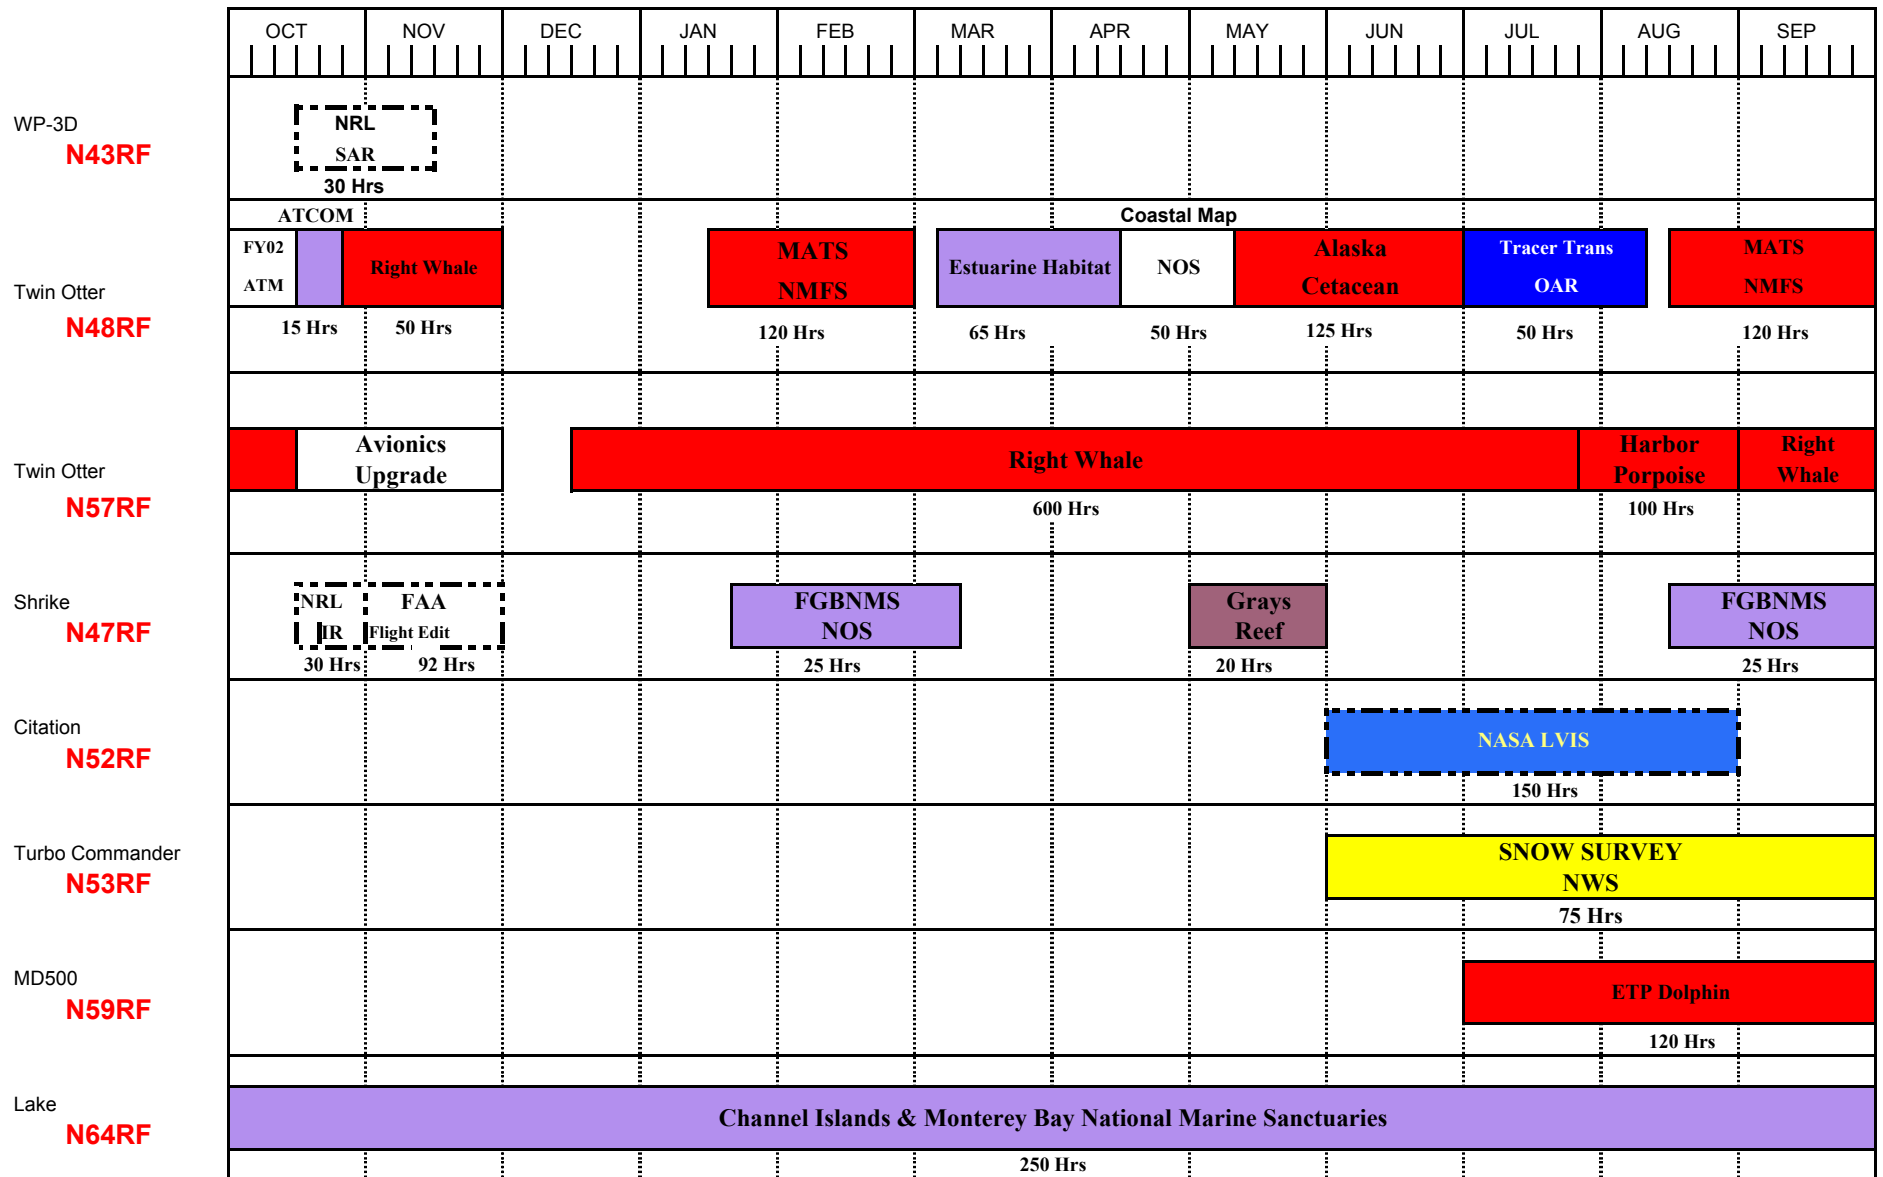 OCT NOV DEC JAN FEB MAR APR MAY JUN JUL AUG SEP
WP-3D
N43RF
NRL
SAR
30 Hrs
Twin Otter
N48RF
ATCOM
Coastal Map
FY02
ATM
Right Whale
MATS
NMFS
Estuarine Habitat
NOS
Alaska
Cetacean
Tracer Trans
OAR
MATS
NMFS
15 Hrs 50 Hrs 120 Hrs 65 Hrs 50 Hrs 125 Hrs 50 Hrs 120 Hrs
Twin Otter
N57RF
Avionics
Upgrade
Right Whale
Harbor
Porpoise
Right
Whale
600 Hrs 100 Hrs
Shrike
N47RF
NRL
IR
FAA
Flight Edit
FGBNMS
NOS
Grays
Reef
FGBNMS
NOS
30 Hrs 92 Hrs 25 Hrs 20 Hrs 25 Hrs
Citation
N52RF
NASA LVIS
150 Hrs
Turbo Commander
N53RF
SNOW SURVEY
NWS
75 Hrs
MD500
N59RF
ETP Dolphin
120 Hrs
Lake
N64RF
Channel Islands & Monterey Bay National Marine Sanctuaries
250 Hrs